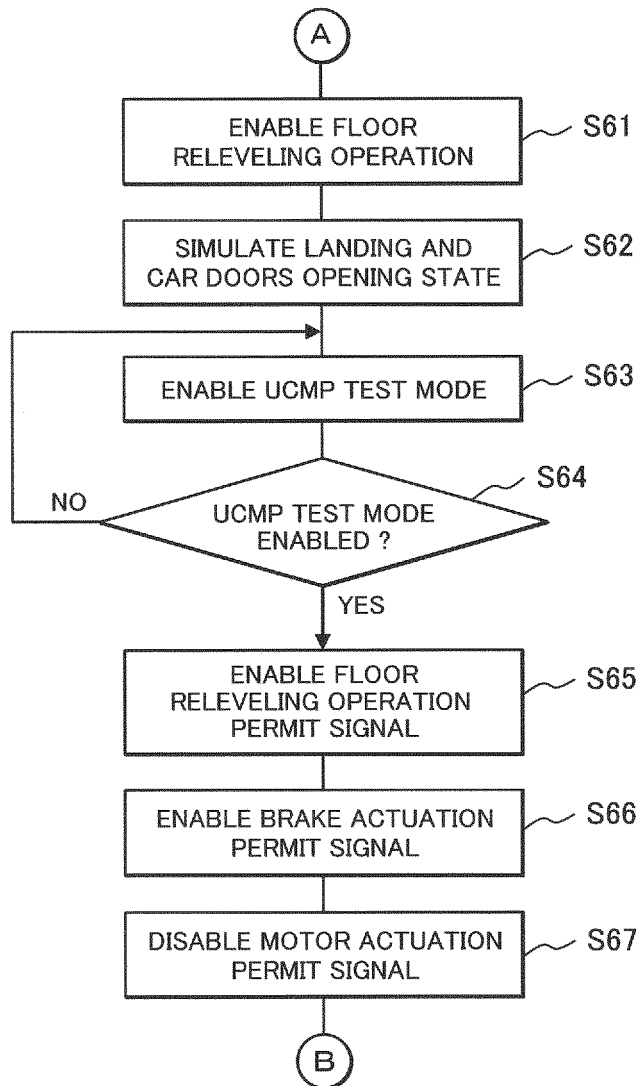 A
ENABLE FLOOR
RELEVELING OPERATION
S61
SIMULATE LANDING AND
CAR DOORS OPENING STATE
S62
ENABLE UCMP TEST MODE
S63
S64
NO
UCMP TEST MODE
ENABLED ?
YES
ENABLE FLOOR
RELEVELING OPERATION
PERMIT SIGNAL
S65
ENABLE BRAKE ACTUATION
PERMIT SIGNAL
S66
DISABLE MOTOR ACTUATION
PERMIT SIGNAL
S67
B